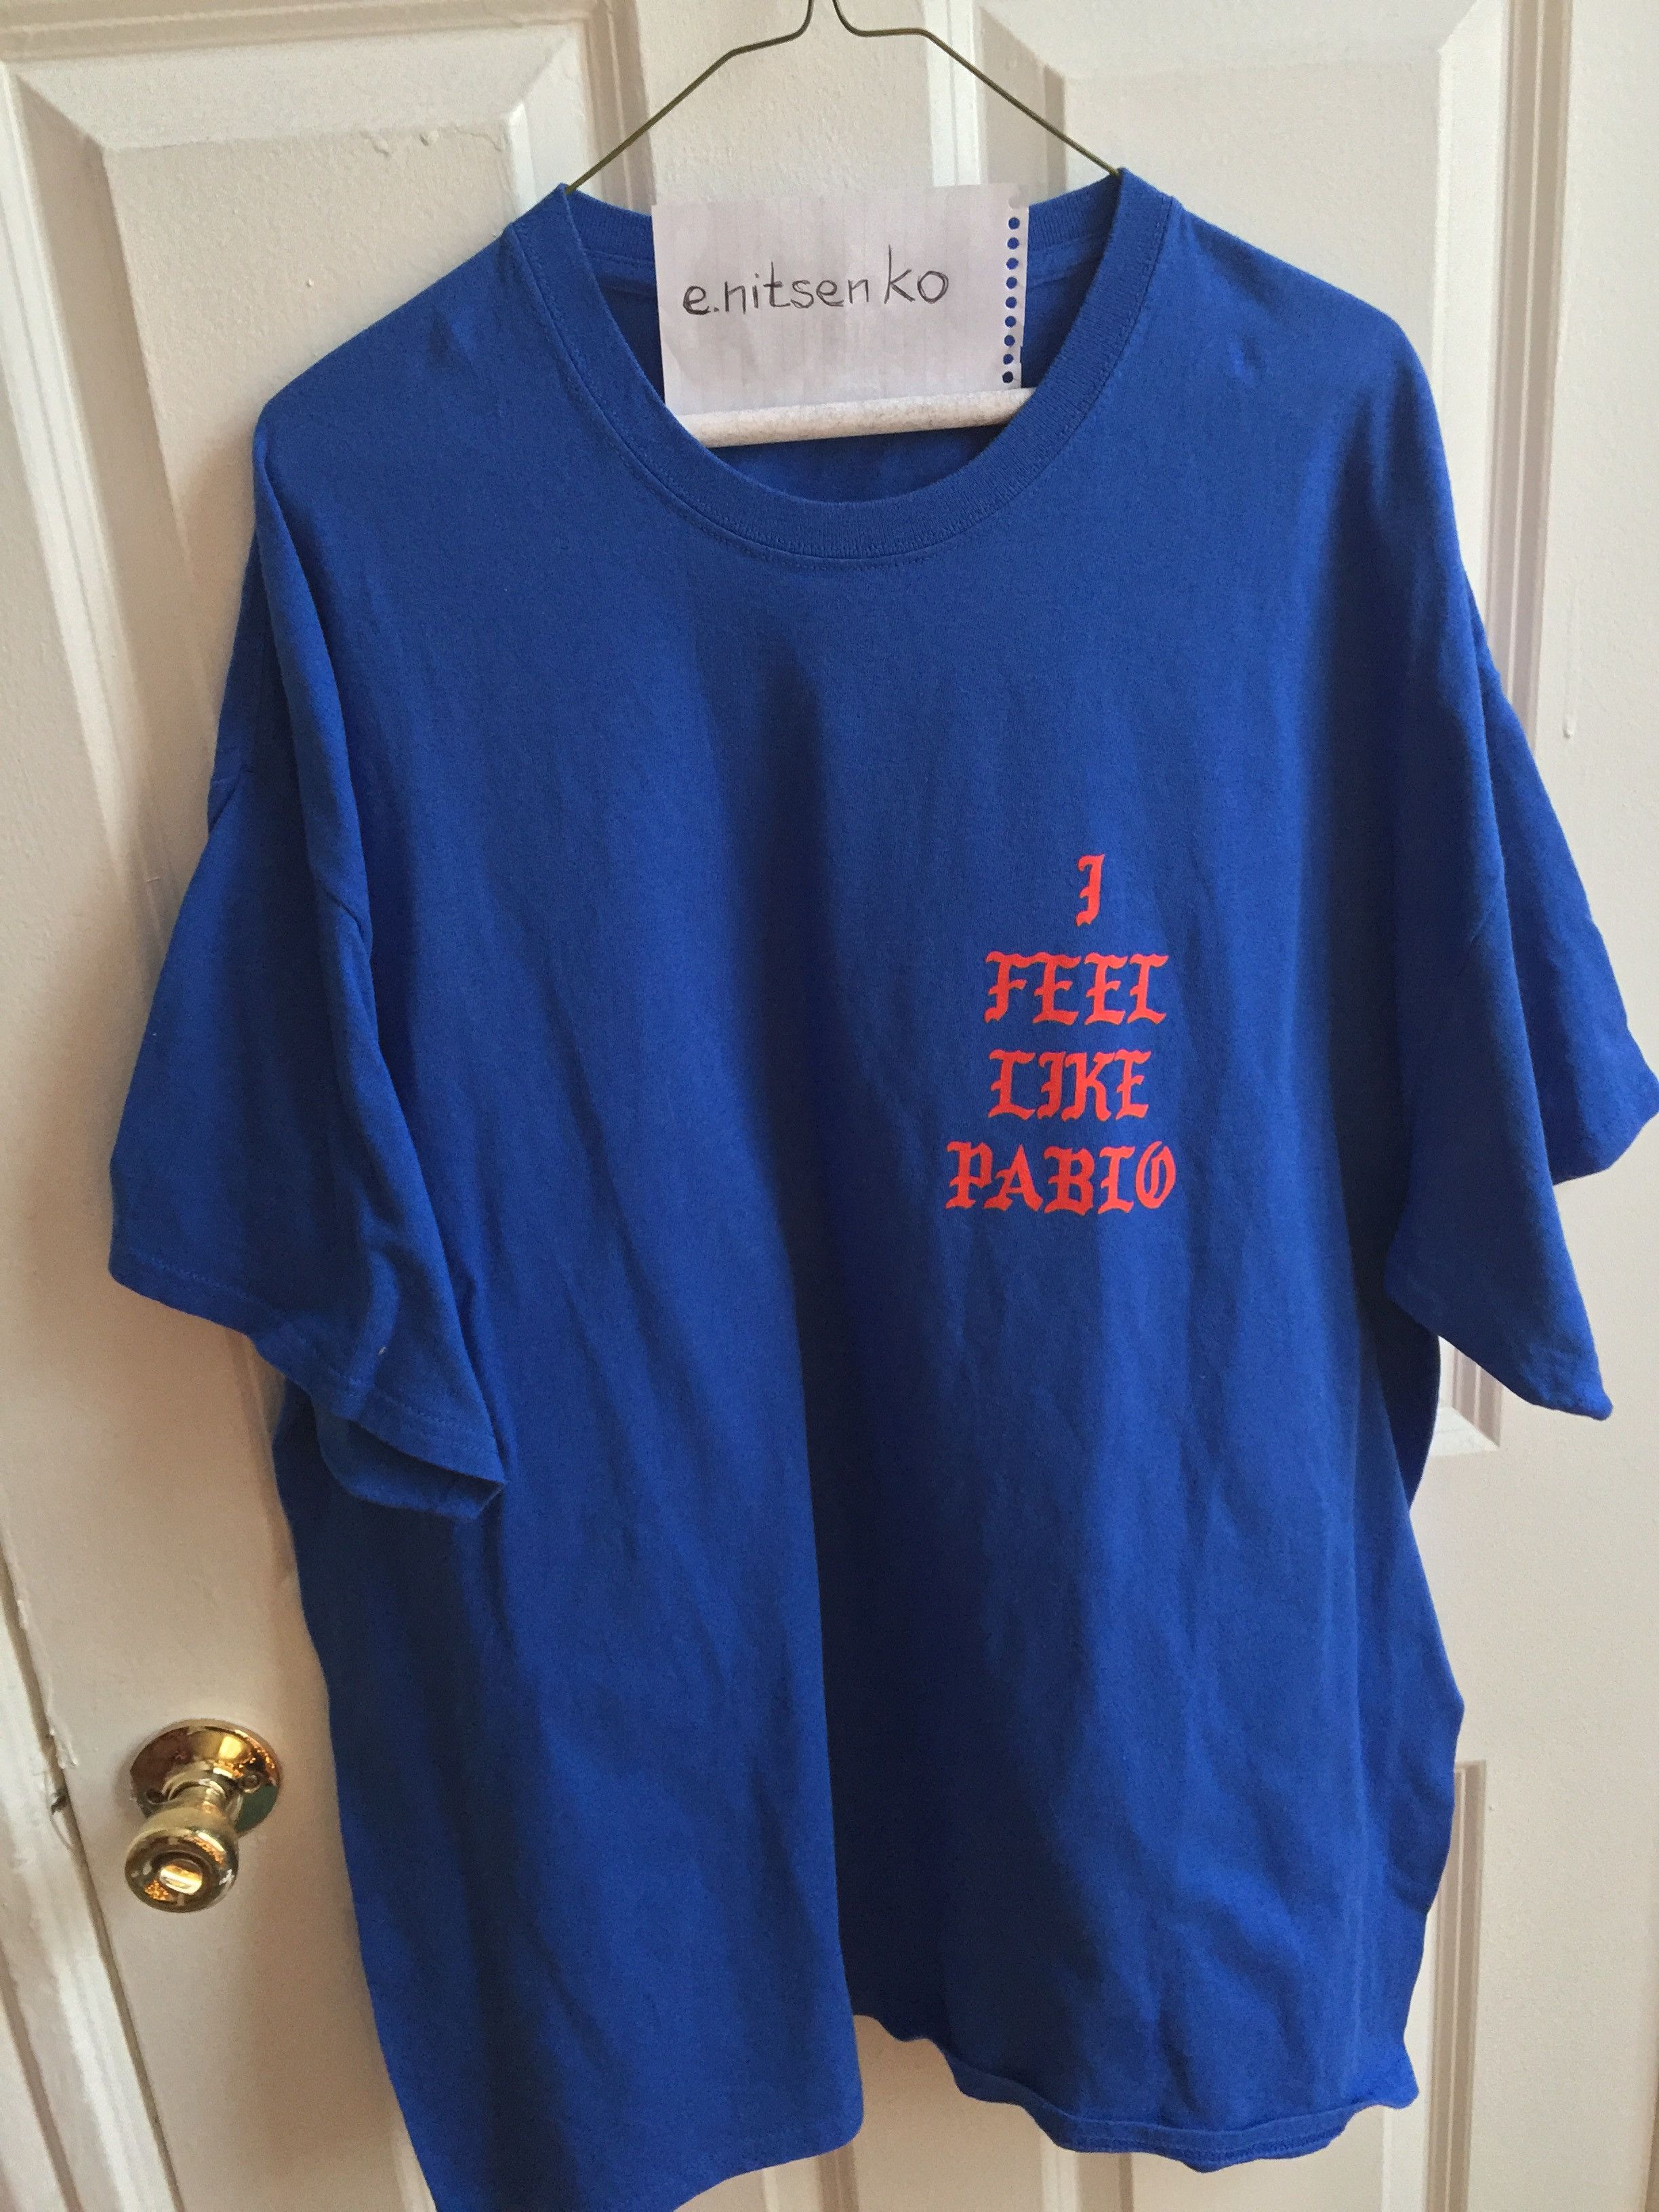 e.nitsenko
I
FEEL
LIKE
PABLO